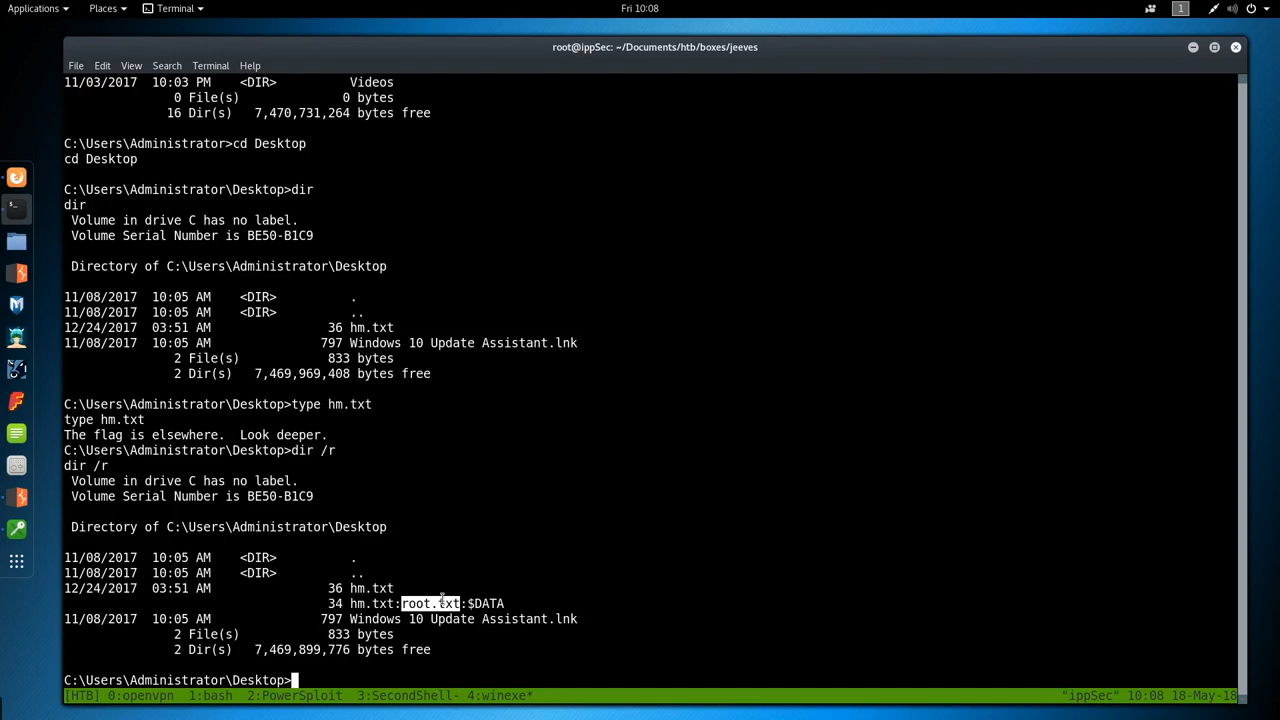 Applications Places Terminal Fri 10:08 1
root@ippSec: ~/Documents/htb/boxes/jeeves
File Edit View Search Terminal Help
11/03/2017  10:03 PM    <DIR>          Videos
              0 File(s)              0 bytes
             16 Dir(s)   7,470,731,264 bytes free
C:\Users\Administrator>cd Desktop
cd Desktop
C:\Users\Administrator\Desktop>dir
dir
 Volume in drive C has no label.
 Volume Serial Number is BE50-B1C9
 Directory of C:\Users\Administrator\Desktop
11/08/2017  10:05 AM    <DIR>          .
11/08/2017  10:05 AM    <DIR>          ..
12/24/2017  03:51 AM                36 hm.txt
11/08/2017  10:05 AM               797 Windows 10 Update Assistant.lnk
               2 File(s)            833 bytes
               2 Dir(s)   7,469,969,408 bytes free
C:\Users\Administrator\Desktop>type hm.txt
type hm.txt
The flag is elsewhere.  Look deeper.
C:\Users\Administrator\Desktop>dir /r
dir /r
 Volume in drive C has no label.
 Volume Serial Number is BE50-B1C9
 Directory of C:\Users\Administrator\Desktop
11/08/2017  10:05 AM    <DIR>          .
11/08/2017  10:05 AM    <DIR>          ..
12/24/2017  03:51 AM                36 hm.txt
                                    34 hm.txt:root.txt:$DATA
11/08/2017  10:05 AM               797 Windows 10 Update Assistant.lnk
               2 File(s)            833 bytes
               2 Dir(s)   7,469,899,776 bytes free
C:\Users\Administrator\Desktop>
[HTB] 0:openvpn  1:bash  2:PowerSploit  3:SecondShell- 4:winexe* "ippSec" 10:08 18-May-18